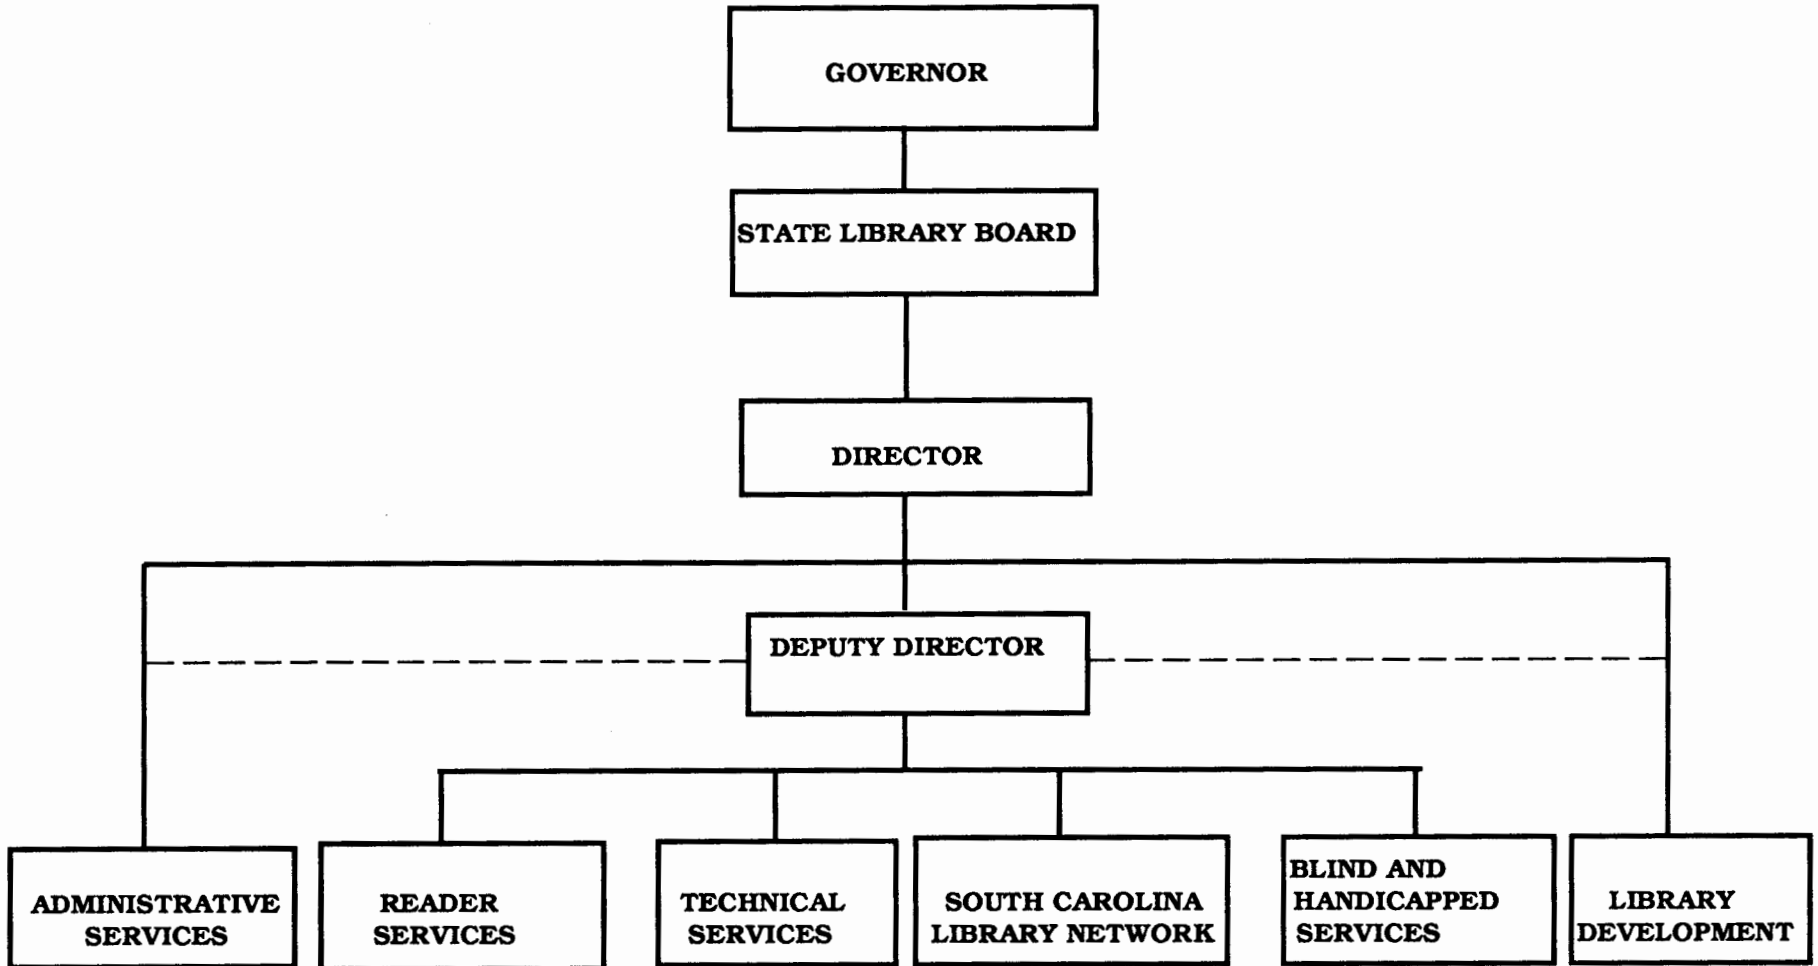 GOVERNOR
STATE LIBRARY BOARD
DIRECTOR
DEPUTY DIRECTOR
ADMINISTRATIVE
SERVICES
READER
SERVICES
TECHNICAL
SERVICES
SOUTH CAROLINA
LIBRARY NETWORK
BLIND AND
HANDICAPPED
SERVICES
LIBRARY
DEVELOPMENT